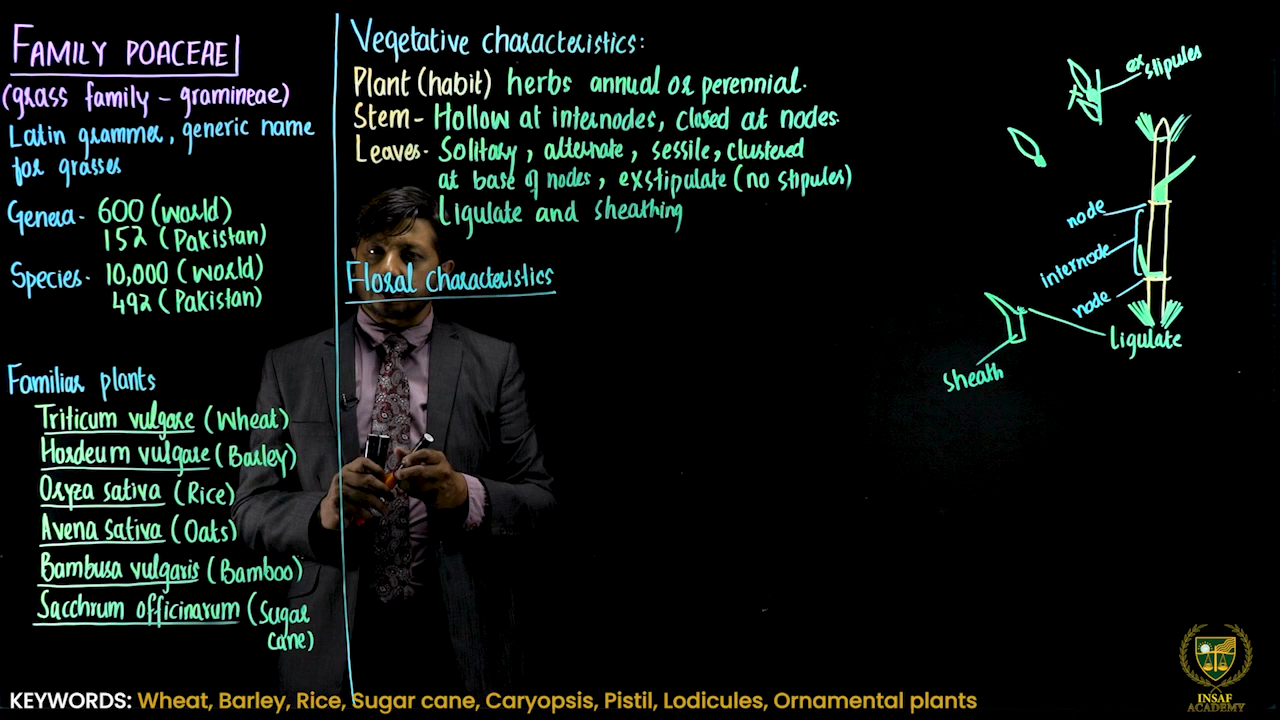 FAMILY POACEAE
(grass family - gramineae)
Latin grammer, generic name
for grasses
Genera - 600 (world)
152 (Pakistan)
Species - 10,000 (world)
492 (Pakistan)
Familiar plants
Triticum vulgare (Wheat)
Hordeum vulgare (Barley)
Oryza sativa (Rice)
Avena sativa (Oats)
Bambusa vulgaris (Bamboo)
Sacchrum officinarum (Sugar
cane)
Vegetative characteristics:
Plant (habit) herbs annual or perennial.
Stem - Hollow at internodes, closed at nodes.
Leaves - Solitary, alternate, sessile, clustered
at base of nodes, exstipulate (no stipules)
Ligulate and sheathing
Floral characteristics
ex stipules
node
internode
node
Ligulate
sheath
INSAF
ACADEMY
KEYWORDS: Wheat, Barley, Rice, Sugar cane, Caryopsis, Pistil, Lodicules, Ornamental plants